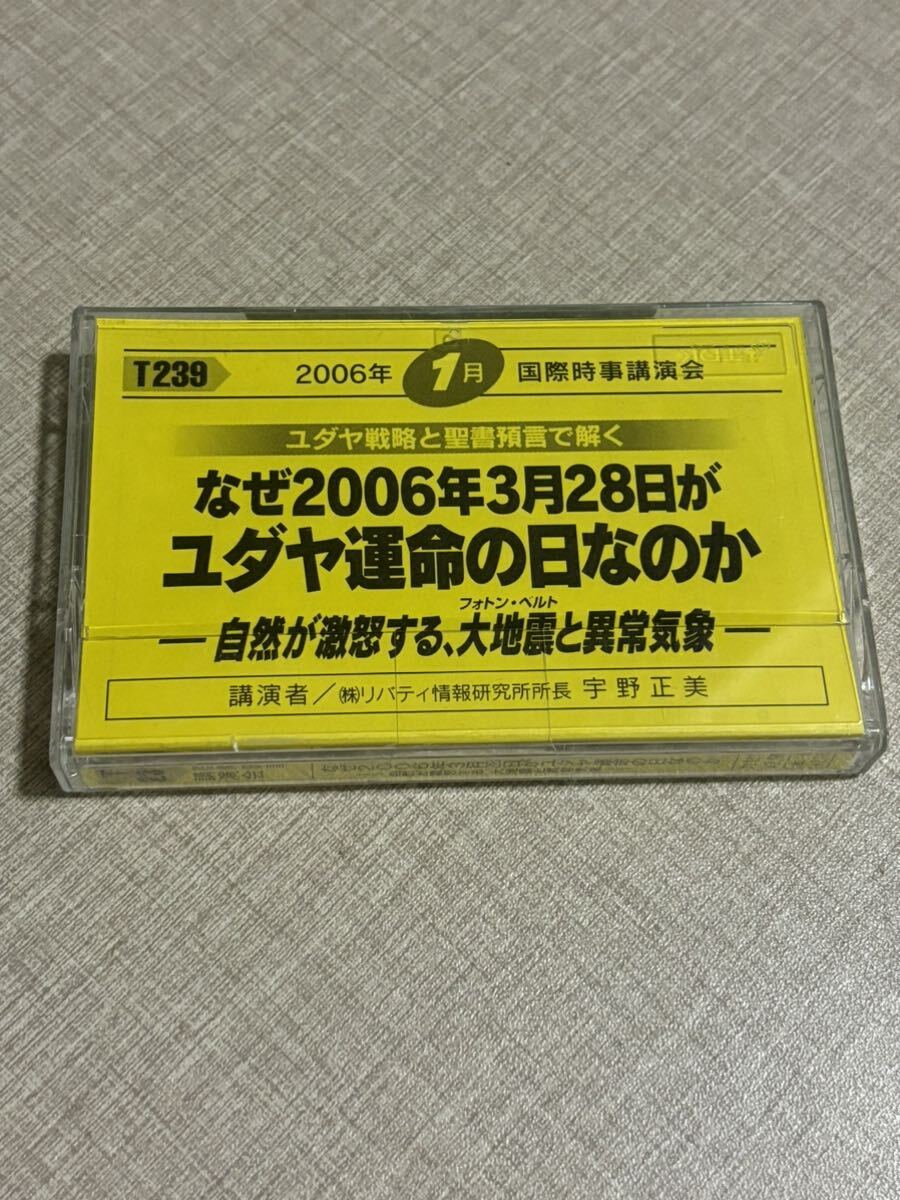 T239
2006年 1月 国際時事講演会
ユダヤ戦略と聖書預言で解く
なぜ2006年3月28日が
ユダヤ運命の日なのか
フォトン・ベルト
―自然が激怒する、大地震と異常気象―
講演者/㈱リバティ情報研究所所長 宇野正美